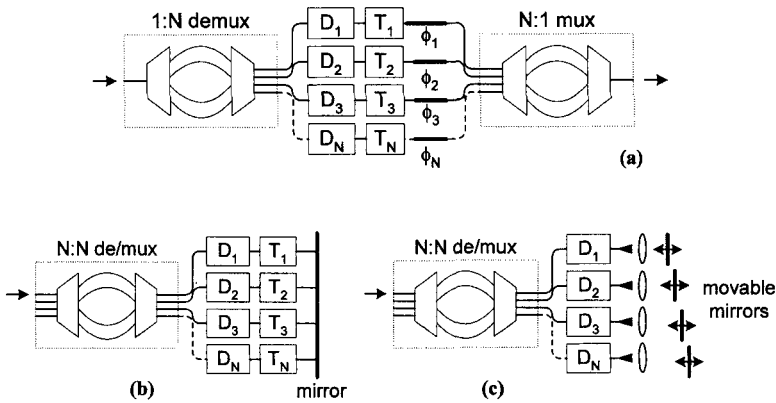 1:N demux
D1 T1 ϕ1
D2 T2 ϕ2
D3 T3 ϕ3
DN TN ϕN
N:1 mux
(a)
N:N de/mux
D1 T1
D2 T2
D3 T3
DN TN
mirror
(b)
N:N de/mux
D1
D2
D3
DN
movable
mirrors
(c)